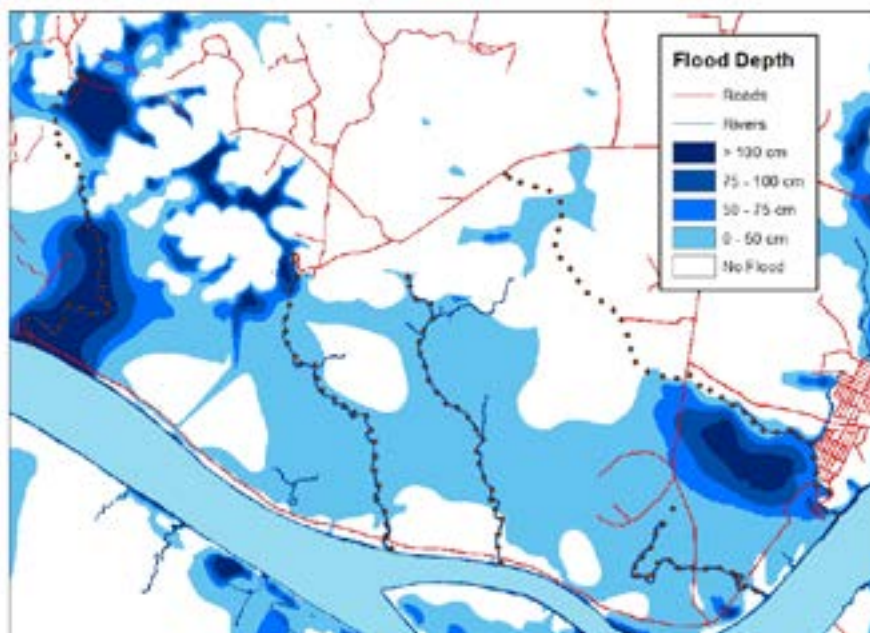 Flood Depth
Roads
Rivers
> 100 cm
75 - 100 cm
50 - 75 cm
0 - 50 cm
No Flood